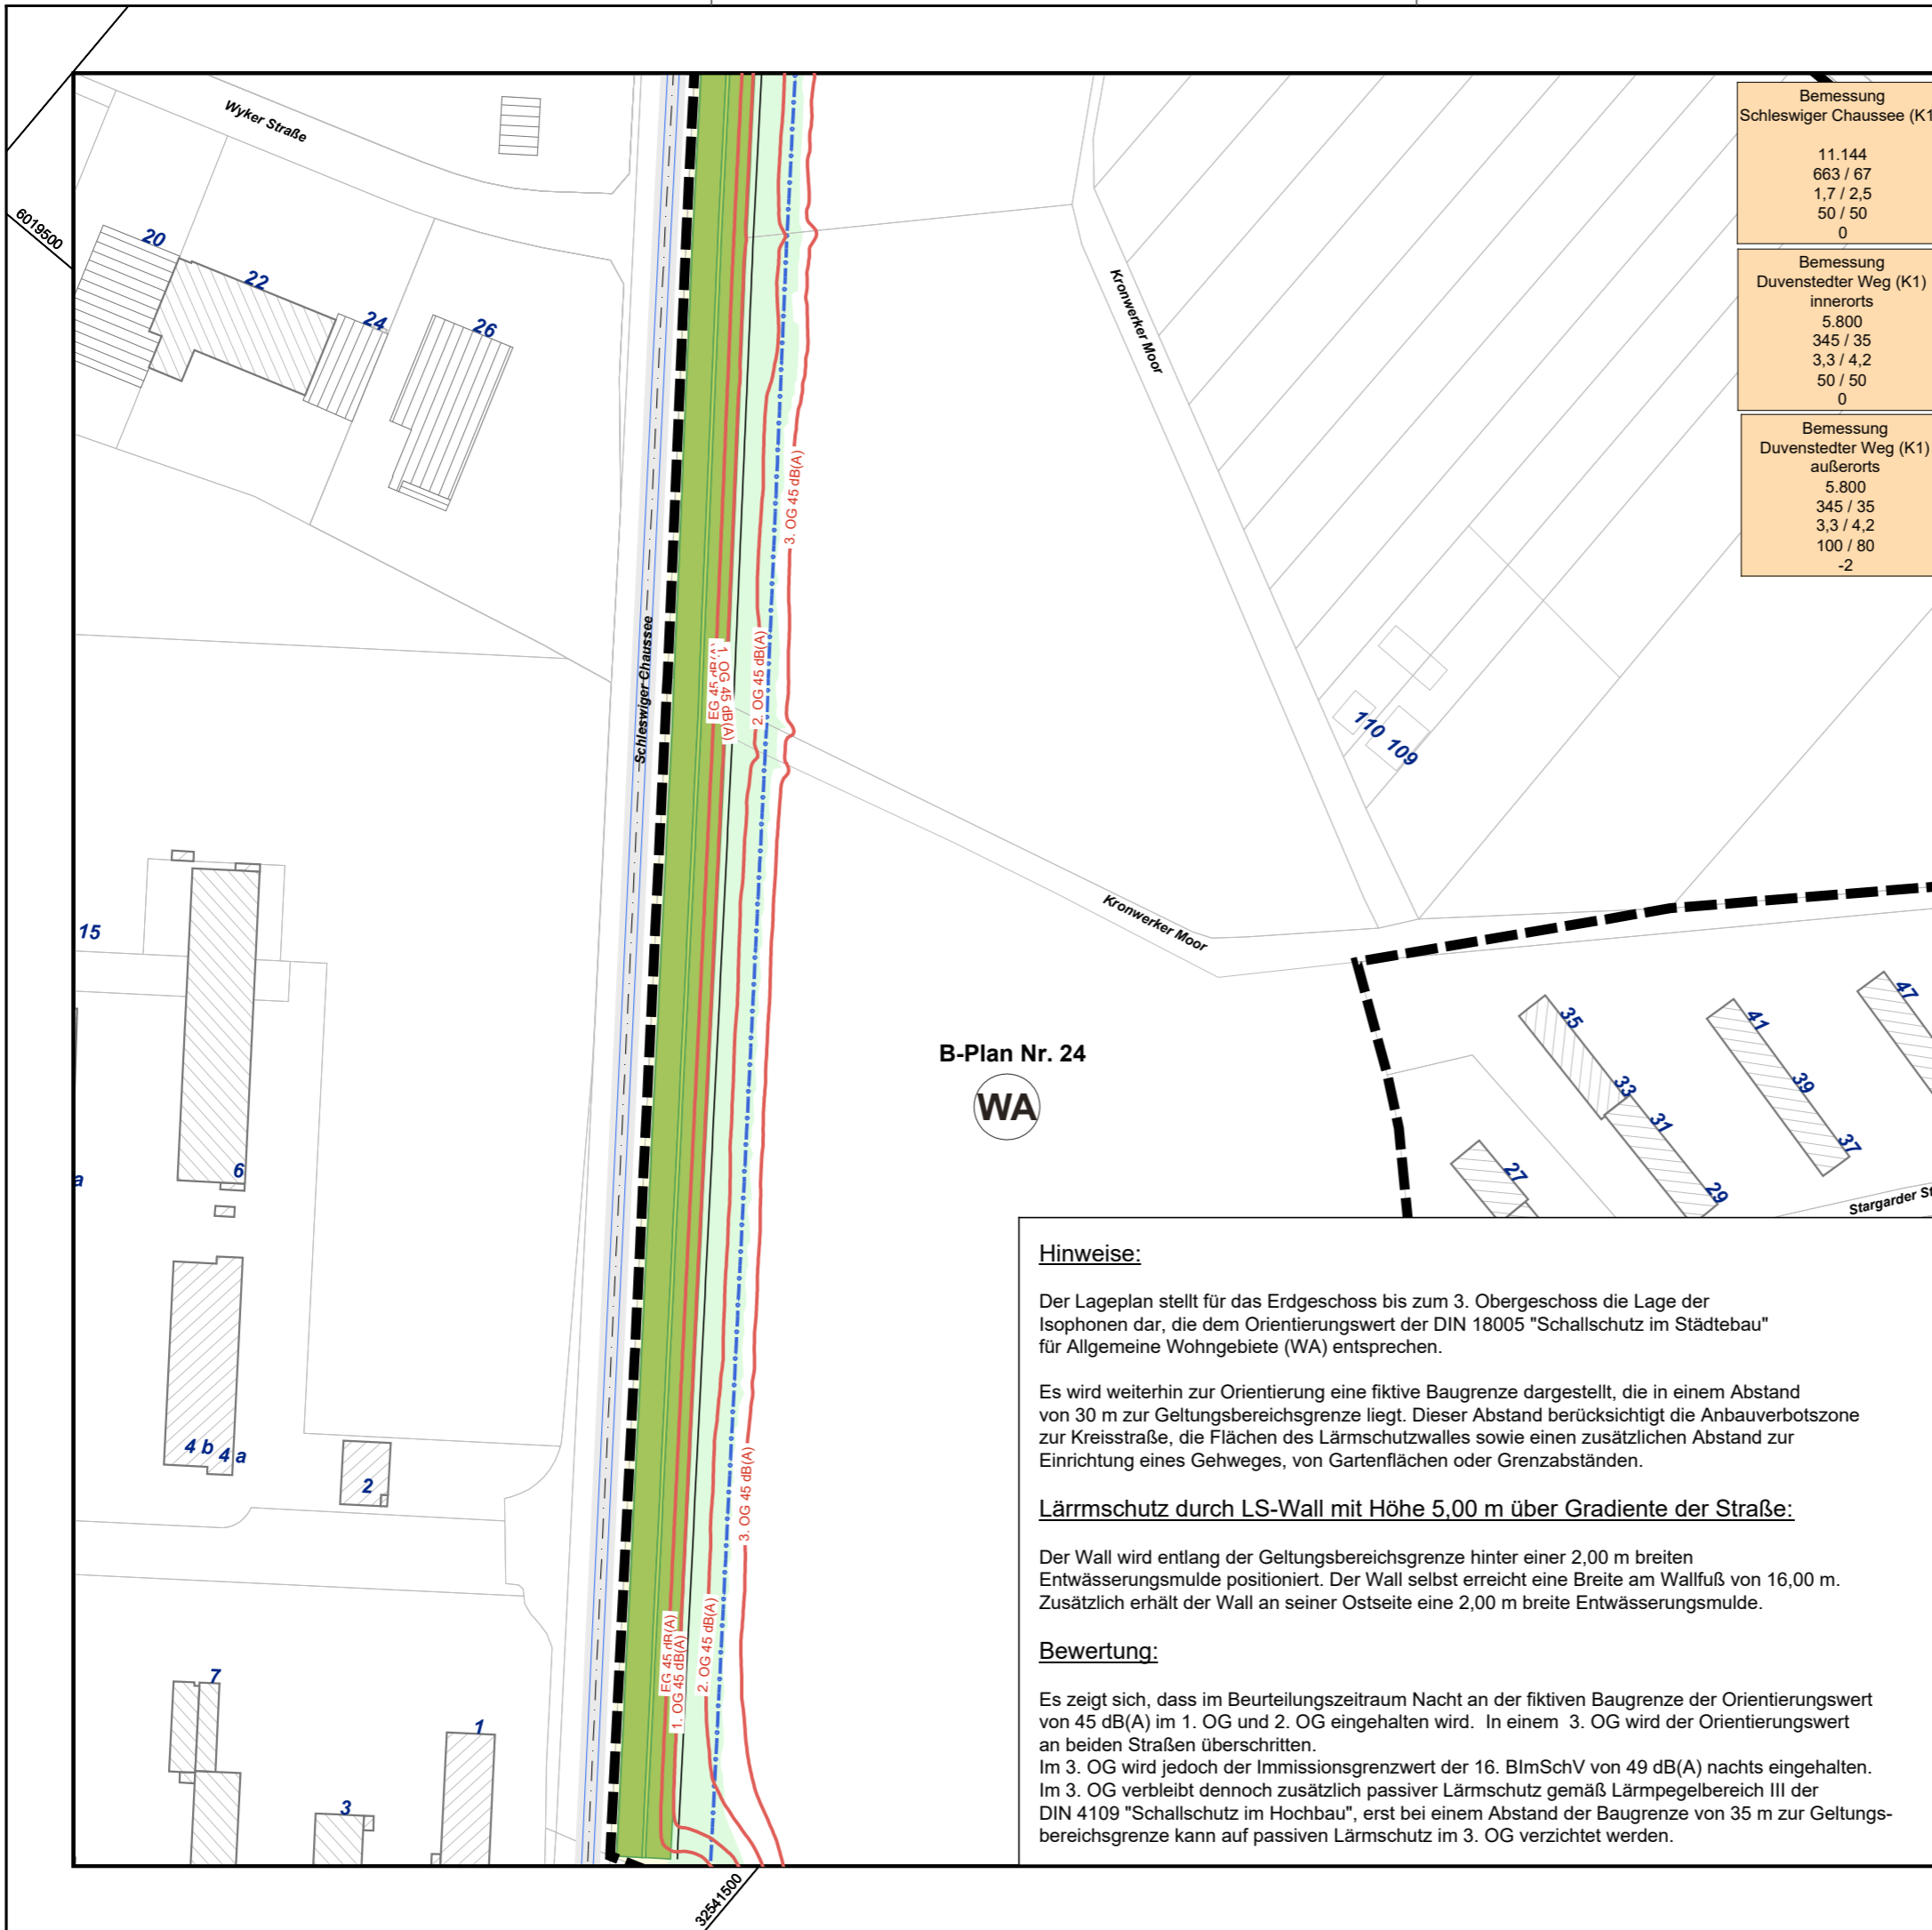 Bemessung
Schleswiger Chaussee (K1
11.144
663 / 67
1,7 / 2,5
50 / 50
0
Bemessung
Duvenstedter Weg (K1)
innerorts
5.800
345 / 35
3,3 / 4,2
50 / 50
0
Bemessung
Duvenstedter Weg (K1)
außerorts
5.800
345 / 35
3,3 / 4,2
100 / 80
-2
Wyker Straße
6019500
20
22
24
26
Kronwerker Moor
3. OG 45 dB(A)
Schleswiger Chaussee
EG 45 dB(A)
1. OG 45 dB(A)
2. OG 45 dB(A)
110 109
15
Kronwerker Moor
6
a
B-Plan Nr. 24
WA
35
33
31
29
27
41
39
37
47
Stargarder St
4 b 4 a
2
3. OG 45 dB(A)
EG 45 dB(A)
1. OG 45 dB(A)
2. OG 45 dB(A)
7
1
3
32541500
Hinweise:
Der Lageplan stellt für das Erdgeschoss bis zum 3. Obergeschoss die Lage der
Isophonen dar, die dem Orientierungswert der DIN 18005 "Schallschutz im Städtebau"
für Allgemeine Wohngebiete (WA) entsprechen.
Es wird weiterhin zur Orientierung eine fiktive Baugrenze dargestellt, die in einem Abstand
von 30 m zur Geltungsbereichsgrenze liegt. Dieser Abstand berücksichtigt die Anbauverbotszone
zur Kreisstraße, die Flächen des Lärmschutzwalles sowie einen zusätzlichen Abstand zur
Einrichtung eines Gehweges, von Gartenflächen oder Grenzabständen.
Lärrmschutz durch LS-Wall mit Höhe 5,00 m über Gradiente der Straße:
Der Wall wird entlang der Geltungsbereichsgrenze hinter einer 2,00 m breiten
Entwässerungsmulde positioniert. Der Wall selbst erreicht eine Breite am Wallfuß von 16,00 m.
Zusätzlich erhält der Wall an seiner Ostseite eine 2,00 m breite Entwässerungsmulde.
Bewertung:
Es zeigt sich, dass im Beurteilungszeitraum Nacht an der fiktiven Baugrenze der Orientierungswert
von 45 dB(A) im 1. OG und 2. OG eingehalten wird. In einem 3. OG wird der Orientierungswert
an beiden Straßen überschritten.
Im 3. OG wird jedoch der Immissionsgrenzwert der 16. BImSchV von 49 dB(A) nachts eingehalten.
Im 3. OG verbleibt dennoch zusätzlich passiver Lärmschutz gemäß Lärmpegelbereich III der
DIN 4109 "Schallschutz im Hochbau", erst bei einem Abstand der Baugrenze von 35 m zur Geltungs-
bereichsgrenze kann auf passiven Lärmschutz im 3. OG verzichtet werden.